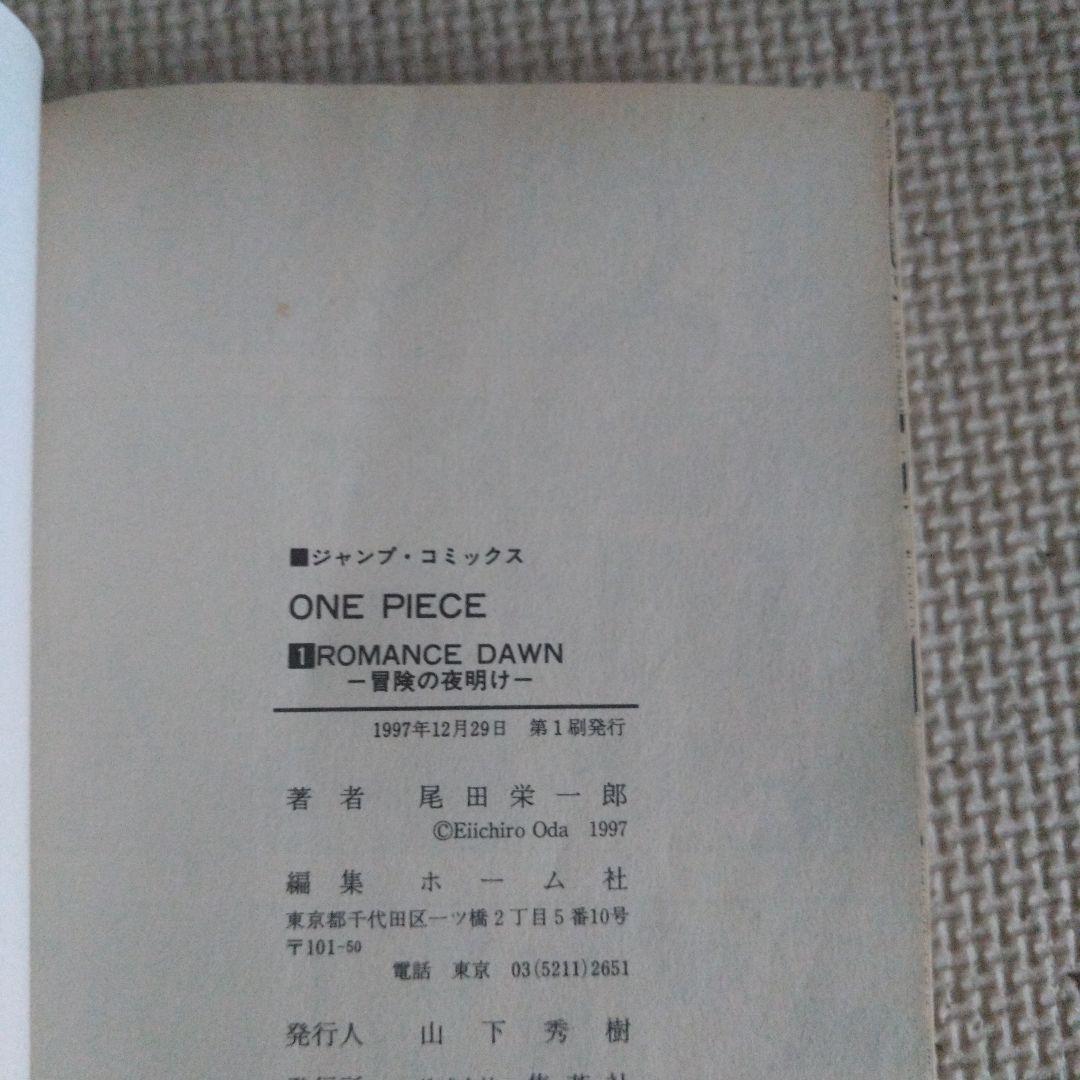 ■ジャンプ・コミックス
ONE PIECE
1 ROMANCE DAWN
―冒険の夜明け―
1997年12月29日 第1刷発行
著者 尾田栄一郎
©Eiichiro Oda 1997
編集 ホーム社
東京都千代田区一ツ橋2丁目5番10号
〒101-50
電話 東京 03(5211)2651
発行人 山下秀樹